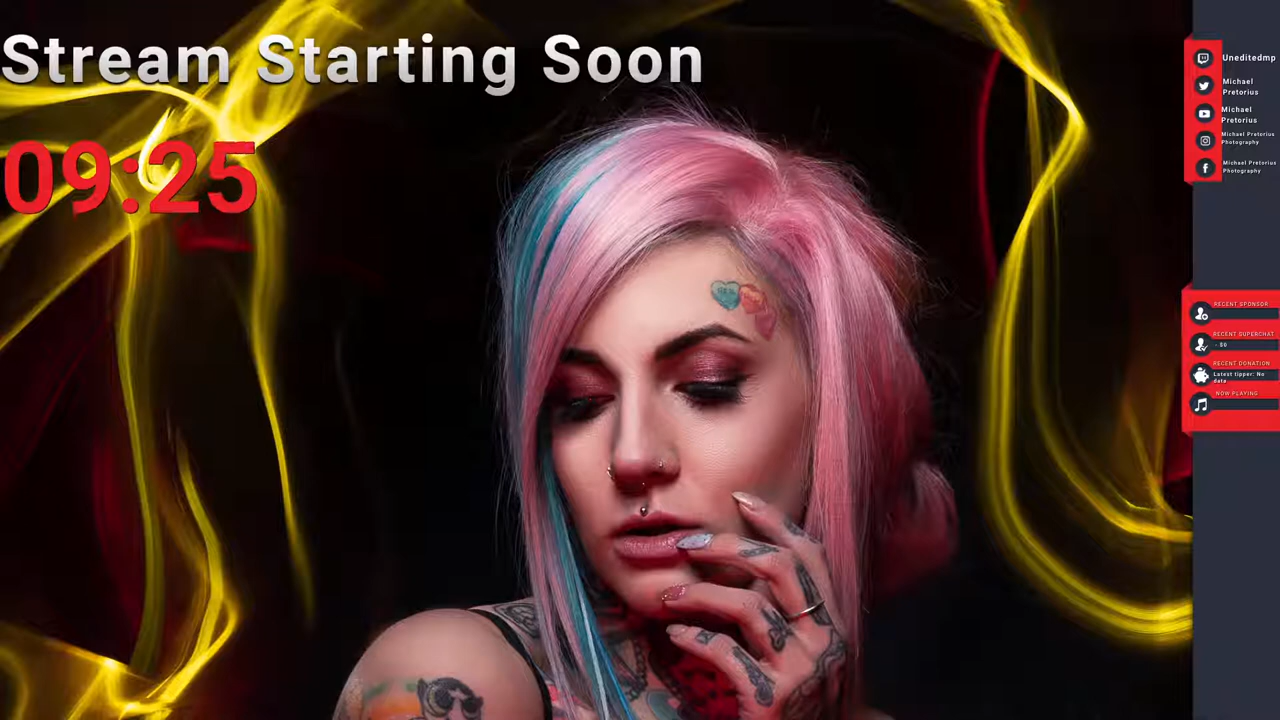 Stream Starting Soon
09:25
Uneditedmp
Michael
Pretorius
Michael
Pretorius
Michael Pretorius
Photography
Michael Pretorius
Photography
RECENT SPONSOR
RECENT SUPERCHAT
- $0
RECENT DONATION
Latest tipper: No
data
NOW PLAYING